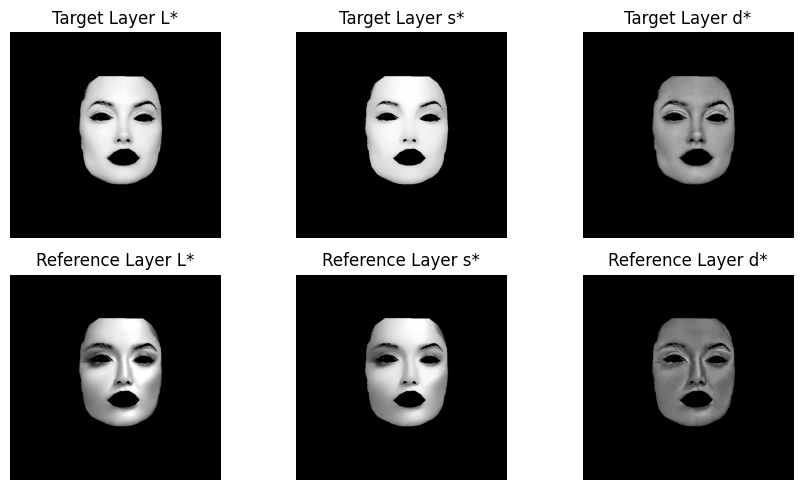 Target Layer L*
Target Layer s*
Target Layer d*
Reference Layer L*
Reference Layer s*
Reference Layer d*